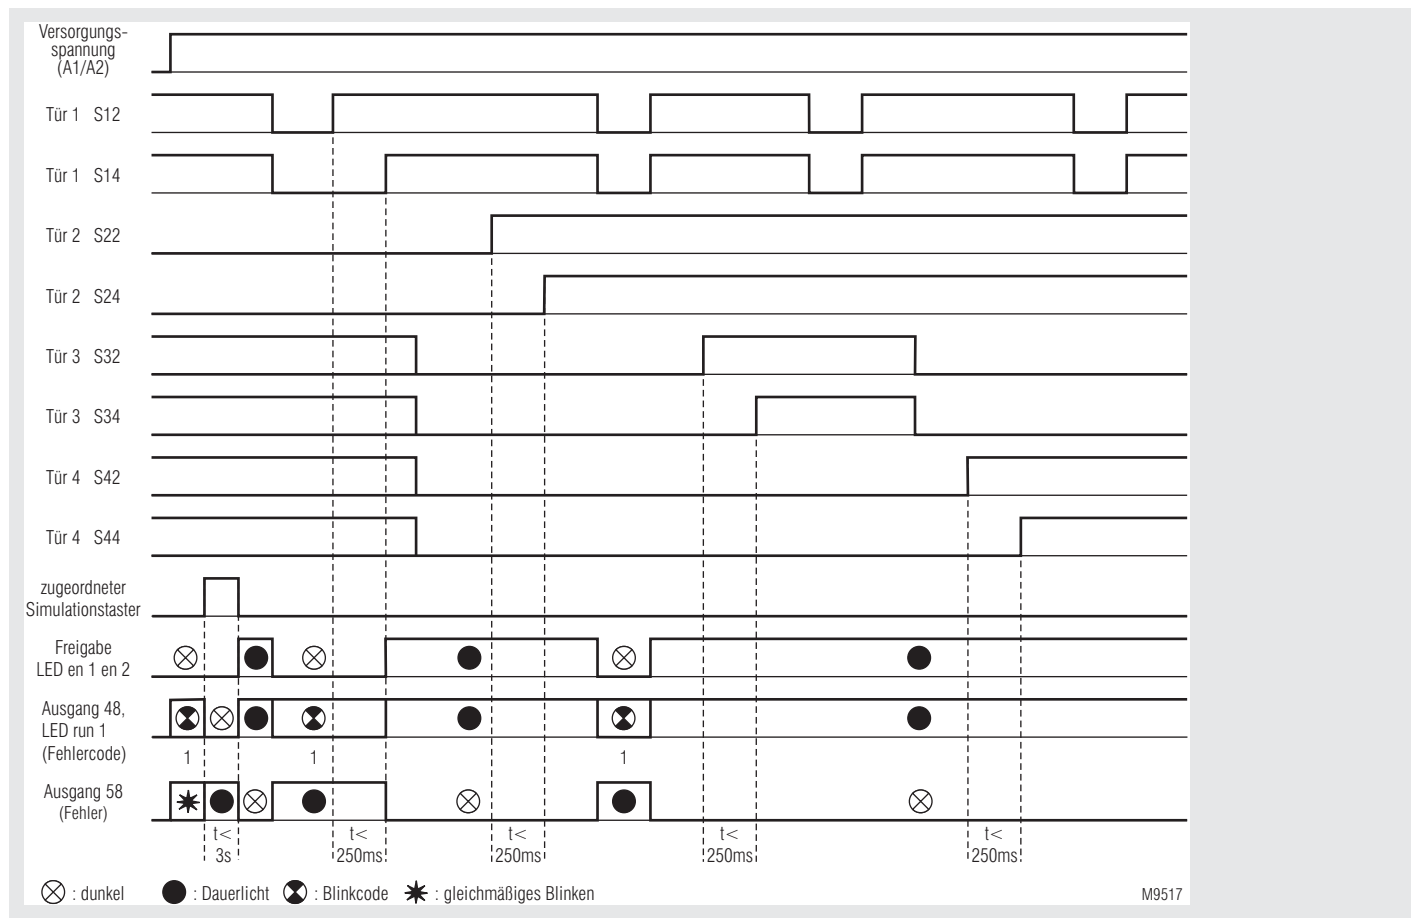 Versorgungs-
spannung
(A1/A2)
Tür 1 S12
Tür 1 S14
Tür 2 S22
Tür 2 S24
Tür 3 S32
Tür 3 S34
Tür 4 S42
Tür 4 S44
zugeordneter
Simulationstaster
Freigabe
LED en 1 en 2
Ausgang 48,
LED run 1
(Fehlercode)
1 1 1
Ausgang 58
(Fehler)
t< t< t< t< t<
3s 250ms 250ms 250ms 250ms
: dunkel : Dauerlicht : Blinkcode : gleichmäßiges Blinken
M9517